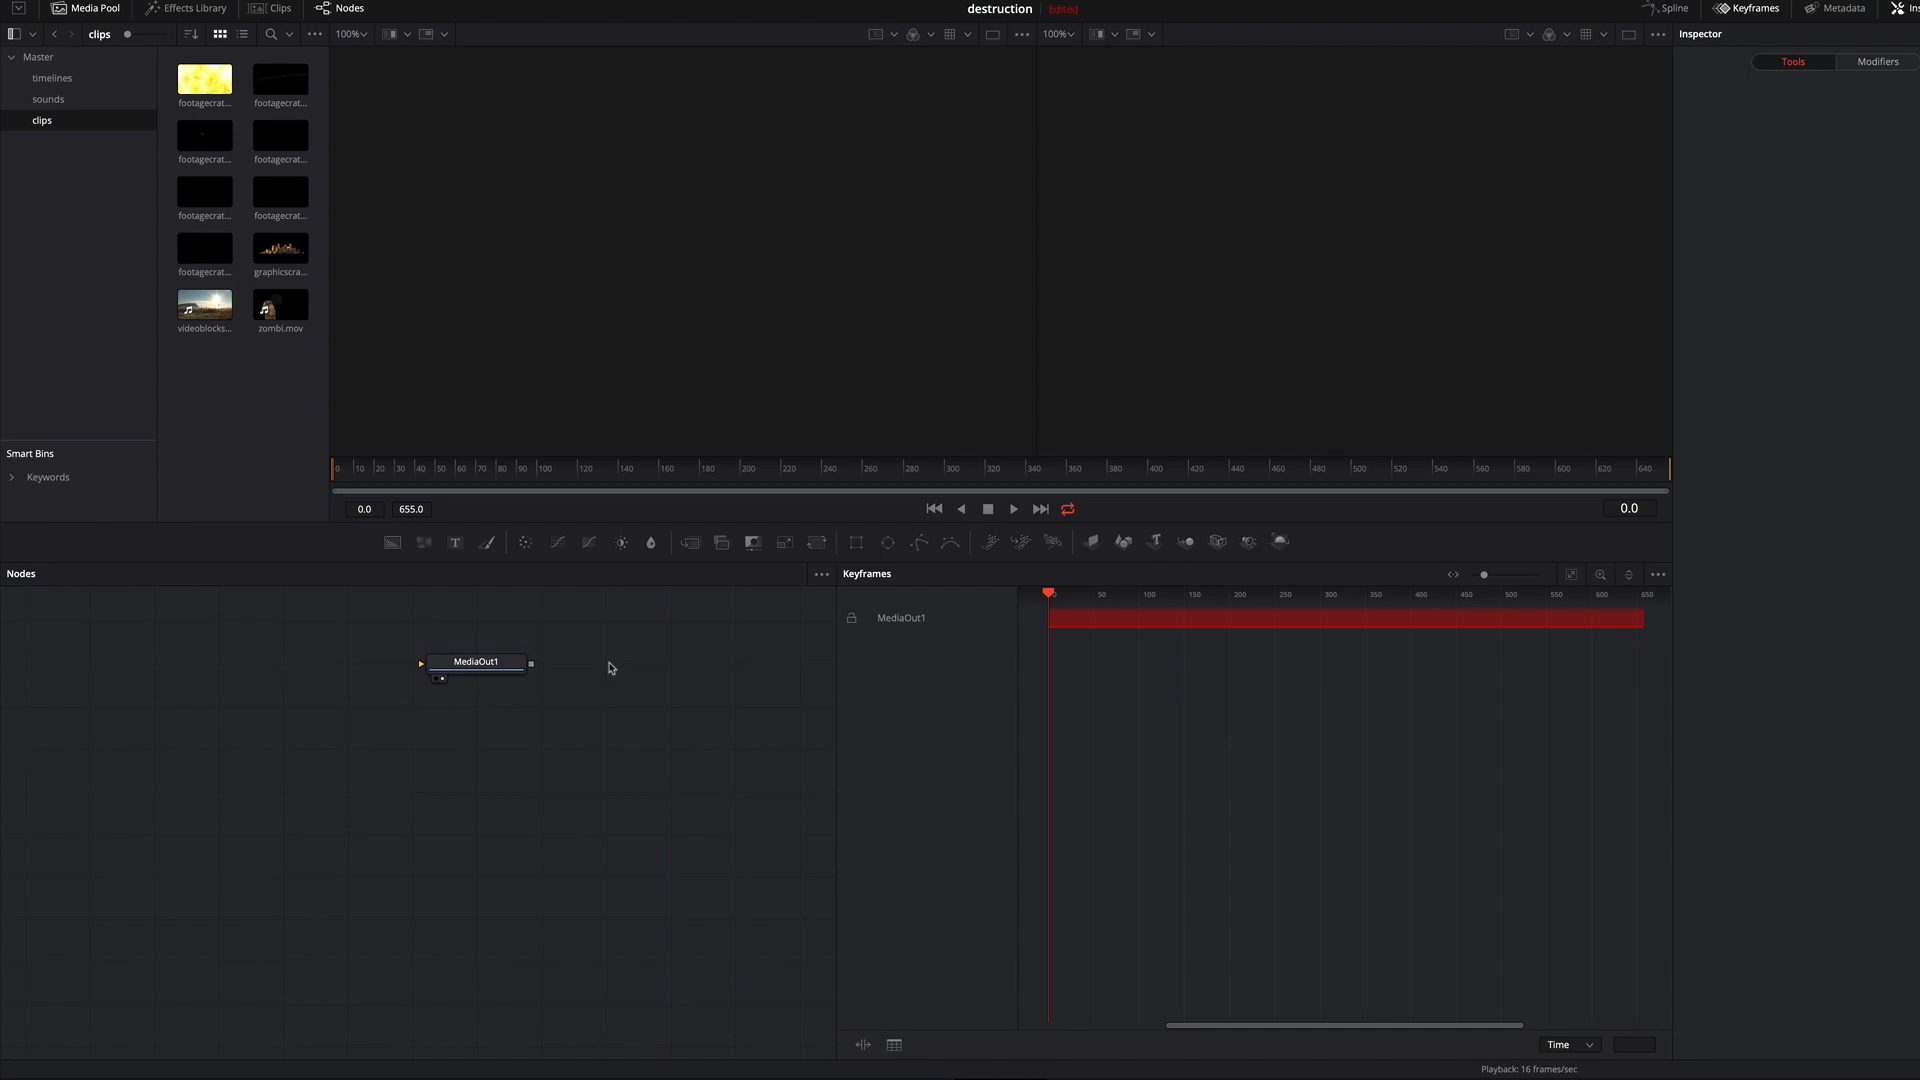 Media Pool
Effects Library
Clips
Nodes
destruction
Edited
Spline
Keyframes
Metadata
Ins
clips
100%
100%
Inspector
Master
timelines
sounds
clips
Tools
Modifiers
footagecrat...
footagecrat...
footagecrat...
footagecrat...
footagecrat...
footagecrat...
footagecrat...
graphicscra...
videoblocks...
zombi.mov
Smart Bins
Keywords
0 10 20 30 40 50 60 70 80 90 100 120 140 160 180 200 220 240 260 280 300 320 340 360 380 400 420 440 460 480 500 520 540 560 580 600 620 640
0.0
655.0
0.0
T
Nodes
Keyframes
0 50 100 150 200 250 300 350 400 450 500 550 600 650
MediaOut1
MediaOut1
Time
Playback: 16 frames/sec